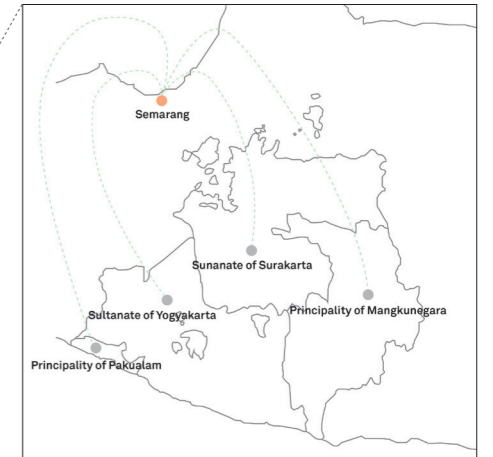 Semarang
Sunanate of Surakarta
Sultanate of Yogyakarta
Principality of Mangkunegara
Principality of Pakualam